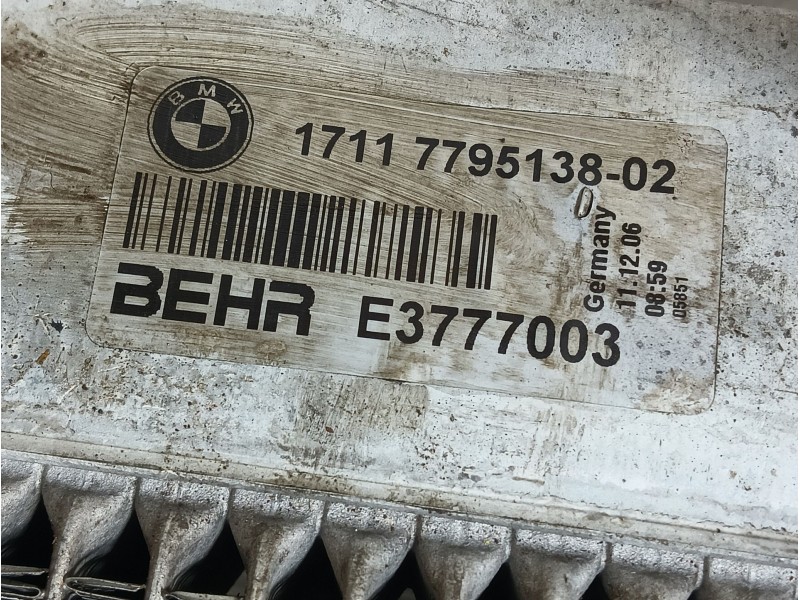 BMW
1711 7795138-02
BEHR E3777003
Germany
11.12.06
08:59
05851